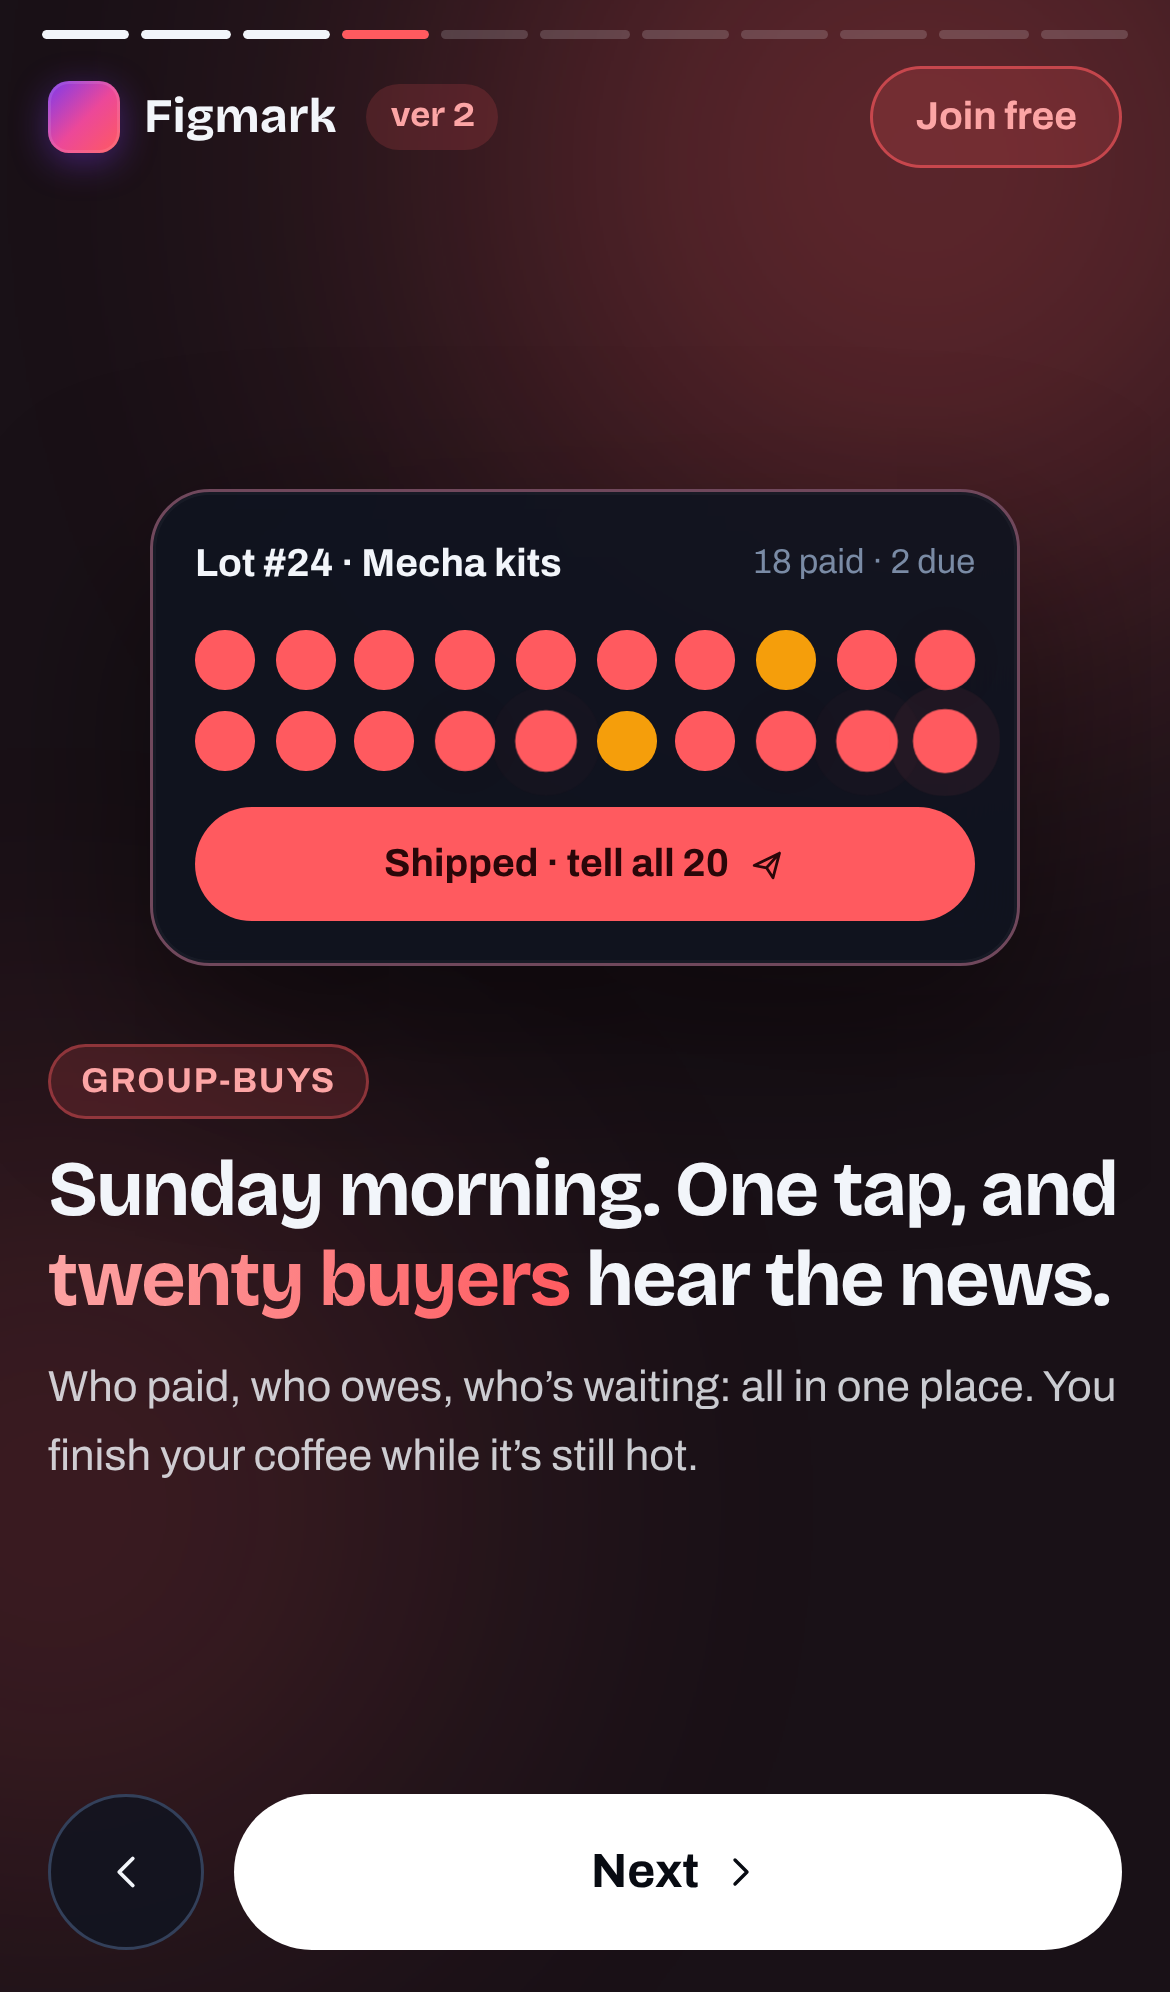 Figmark
ver 2
Join free
Lot #24 · Mecha kits
18 paid · 2 due
Shipped · tell all 20
GROUP-BUYS
Sunday morning. One tap, and
twenty buyers hear the news.
Who paid, who owes, who’s waiting: all in one place. You
finish your coffee while it’s still hot.
Next